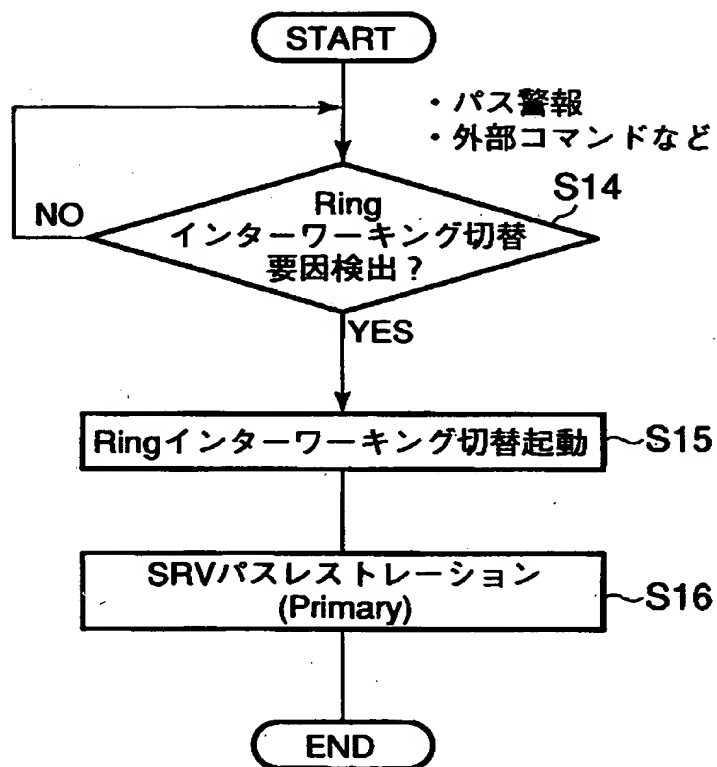 START
・パス警報
・外部コマンドなど
S14
NO
Ring
インターワーキング切替
要因検出？
YES
Ringインターワーキング切替起動
S15
SRVパスレストレーション
(Primary)
S16
END